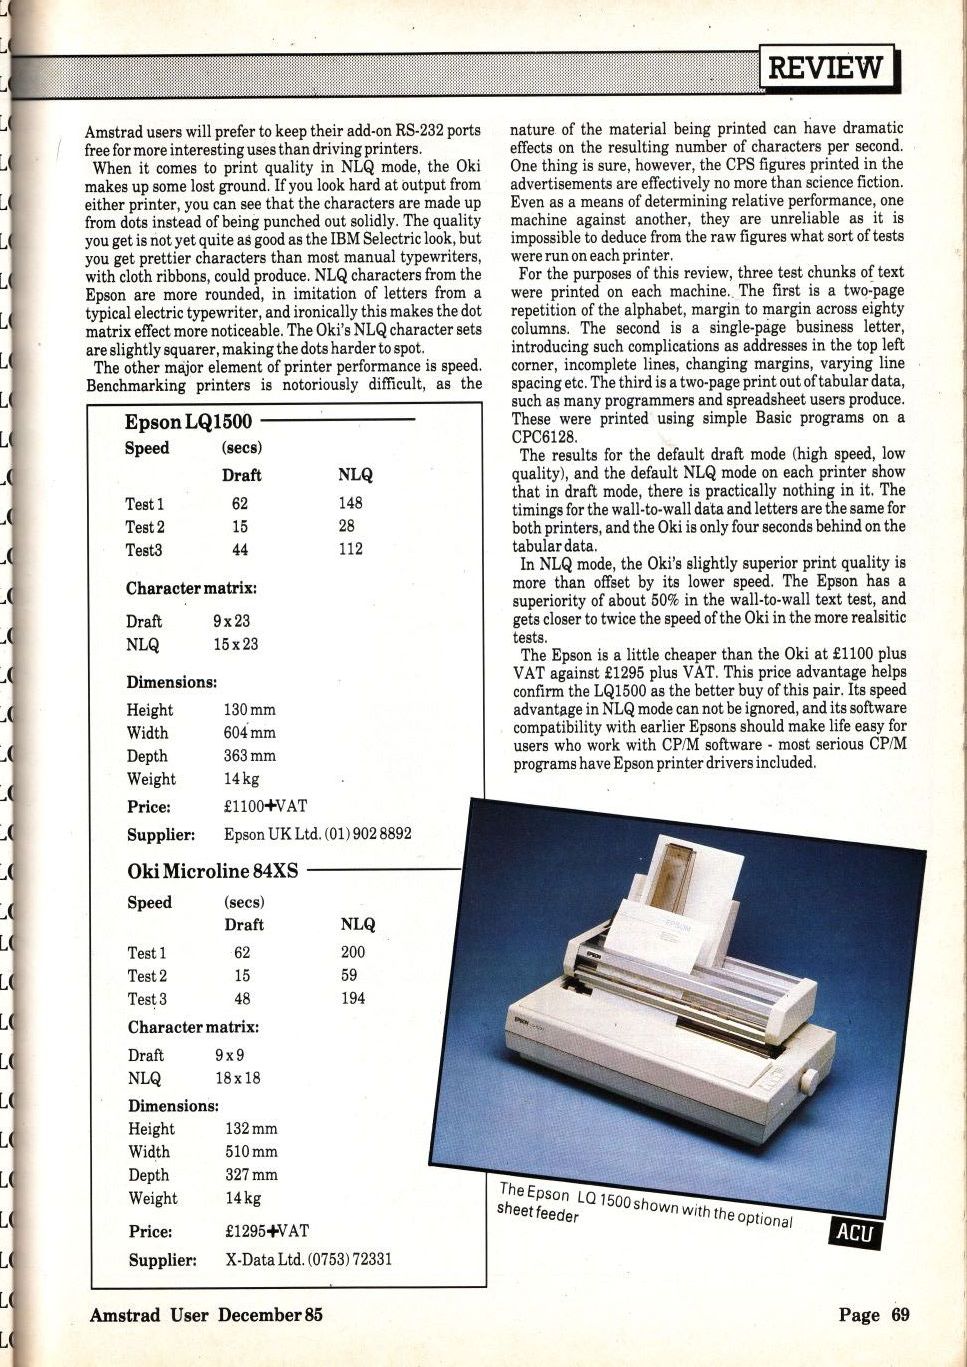 REVIEW
Amstrad users will prefer to keep their add-on RS-232 ports
free for more interesting uses than driving printers.
When it comes to print quality in NLQ mode, the Oki
makes up some lost ground. If you look hard at output from
either printer, you can see that the characters are made up
from dots instead of being punched out solidly. The quality
you get is not yet quite as good as the IBM Selectric look, but
you get prettier characters than most manual typewriters,
with cloth ribbons, could produce. NLQ characters from the
Epson are more rounded, in imitation of letters from a
typical electric typewriter, and ironically this makes the dot
matrix effect more noticeable. The Oki's NLQ character sets
are slightly squarer, making the dots harder to spot.
The other major element of printer performance is speed.
Benchmarking printers is notoriously difficult, as the
Epson LQ1500
Speed (secs)
Draft NLQ
Test 1 62 148
Test 2 15 28
Test3 44 112
Character matrix:
Draft 9 x 23
NLQ 15 x 23
Dimensions:
Height 130 mm
Width 604 mm
Depth 363 mm
Weight 14 kg
Price: £1100+VAT
Supplier: Epson UK Ltd. (01) 902 8892
Oki Microline 84XS
Speed (secs)
Draft NLQ
Test 1 62 200
Test 2 15 59
Test 3 48 194
Character matrix:
Draft 9 x 9
NLQ 18 x 18
Dimensions:
Height 132 mm
Width 510 mm
Depth 327 mm
Weight 14 kg
Price: £1295+VAT
Supplier: X-Data Ltd. (0753) 72331
nature of the material being printed can have dramatic
effects on the resulting number of characters per second.
One thing is sure, however, the CPS figures printed in the
advertisements are effectively no more than science fiction.
Even as a means of determining relative performance, one
machine against another, they are unreliable as it is
impossible to deduce from the raw figures what sort of tests
were run on each printer.
For the purposes of this review, three test chunks of text
were printed on each machine. The first is a two-page
repetition of the alphabet, margin to margin across eighty
columns. The second is a single-page business letter,
introducing such complications as addresses in the top left
corner, incomplete lines, changing margins, varying line
spacing etc. The third is a two-page print out of tabular data,
such as many programmers and spreadsheet users produce.
These were printed using simple Basic programs on a
CPC6128.
The results for the default draft mode (high speed, low
quality), and the default NLQ mode on each printer show
that in draft mode, there is practically nothing in it. The
timings for the wall-to-wall data and letters are the same for
both printers, and the Oki is only four seconds behind on the
tabular data.
In NLQ mode, the Oki's slightly superior print quality is
more than offset by its lower speed. The Epson has a
superiority of about 50% in the wall-to-wall text test, and
gets closer to twice the speed of the Oki in the more realsitic
tests.
The Epson is a little cheaper than the Oki at £1100 plus
VAT against £1295 plus VAT. This price advantage helps
confirm the LQ1500 as the better buy of this pair. Its speed
advantage in NLQ mode can not be ignored, and its software
compatibility with earlier Epsons should make life easy for
users who work with CP/M software - most serious CP/M
programs have Epson printer drivers included.
EPSON
EPSON
EPSON
The Epson LQ 1500 shown with the optional
sheet feeder
ACU
Amstrad User December 85
Page 69